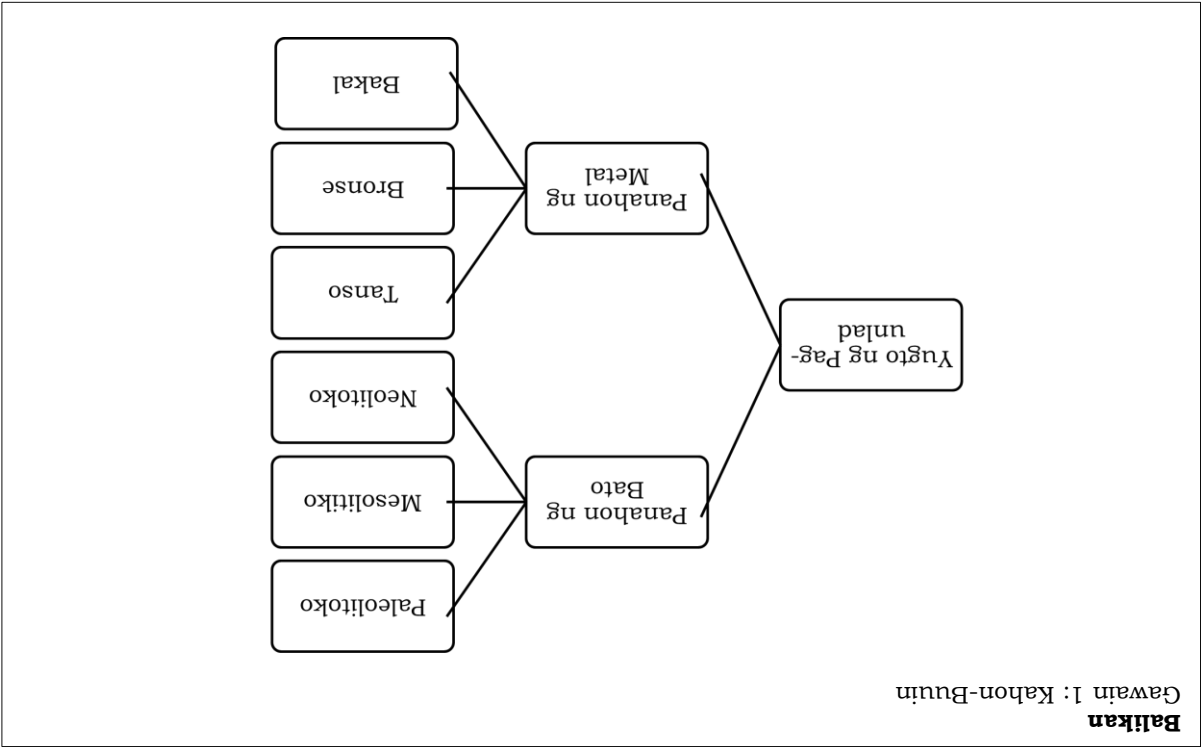 Balikan
Gawain 1: Kahon-Buuin
Yugto ng Pag-
unlad
Panahon ng
Bato
Paleolitoko
Mesolitiko
Neolitoko
Panahon ng
Metal
Tanso
Bronse
Bakal